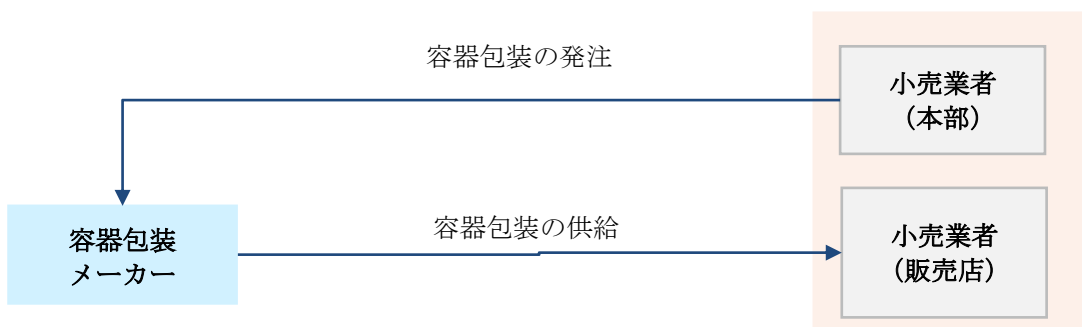 容器包装の発注
小売業者
（本部）
容器包装
メーカー
容器包装の供給
小売業者
（販売店）